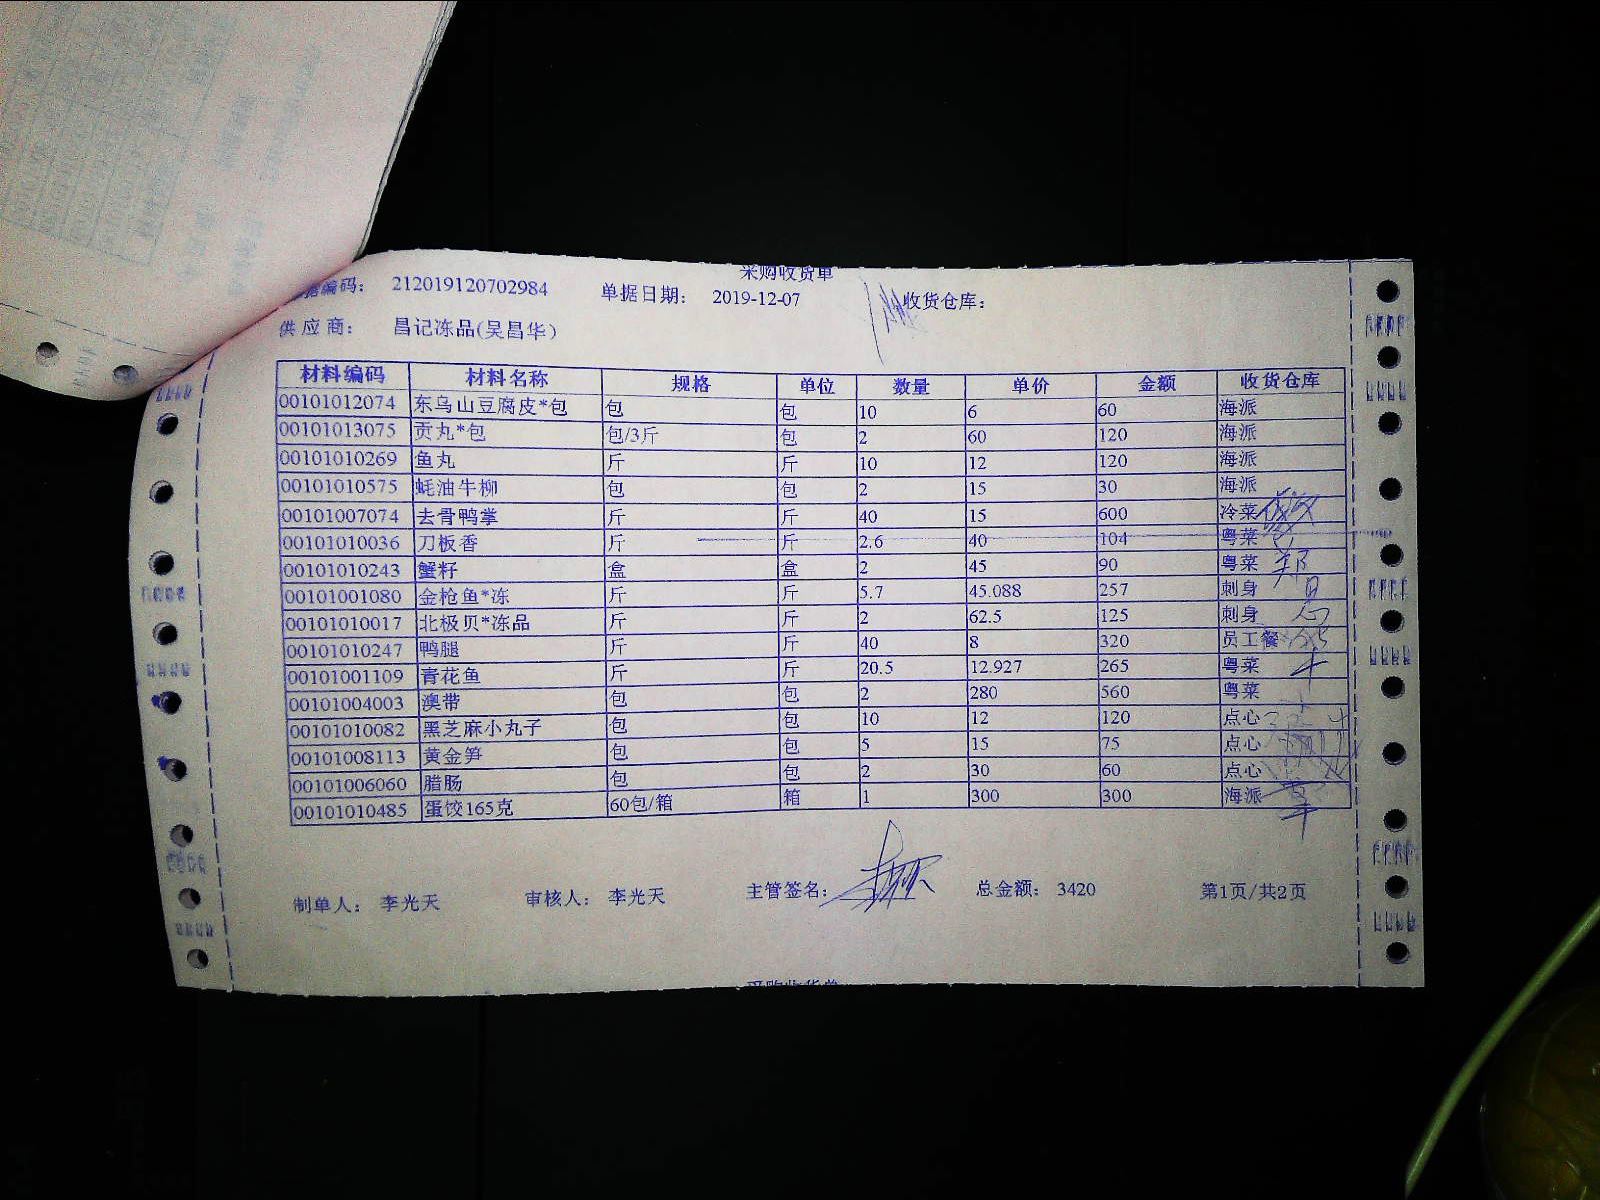 采购收货单
据编码： 212019120702984 单据日期： 2019-12-07 收货仓库：
供应商： 昌记冻品(吴昌华)
材料编码 材料名称 规格 单位 数量 单价 金额 收货仓库
00101012074 东乌山豆腐皮*包 包 包 10 6 60 海派
00101013075 贡丸*包 包/3斤 包 2 60 120 海派
00101010269 鱼丸 斤 斤 10 12 120 海派
00101010575 蚝油牛柳 包 包 2 15 30 海派
00101007074 去骨鸭掌 斤 斤 40 15 600 冷菜
00101010036 刀板香 斤 斤 2.6 40 104 粤菜
00101010243 蟹籽 盒 盒 2 45 90 粤菜
00101001080 金枪鱼*冻 斤 斤 5.7 45.088 257 刺身
00101010017 北极贝*冻品 斤 斤 2 62.5 125 刺身
00101010247 鸭腿 斤 斤 40 8 320 员工餐
00101001109 青花鱼 斤 斤 20.5 12.927 265 粤菜
00101004003 澳带 包 包 2 280 560 粤菜
00101010082 黑芝麻小丸子 包 包 10 12 120 点心
00101008113 黄金笋 包 包 5 15 75 点心
00101006060 腊肠 包 包 2 30 60 点心
00101010485 蛋饺165克 60包/箱 箱 1 300 300 海派
制单人： 李光天 审核人： 李光天 主管签名： 总金额： 3420 第1页/共2页
采购收货单